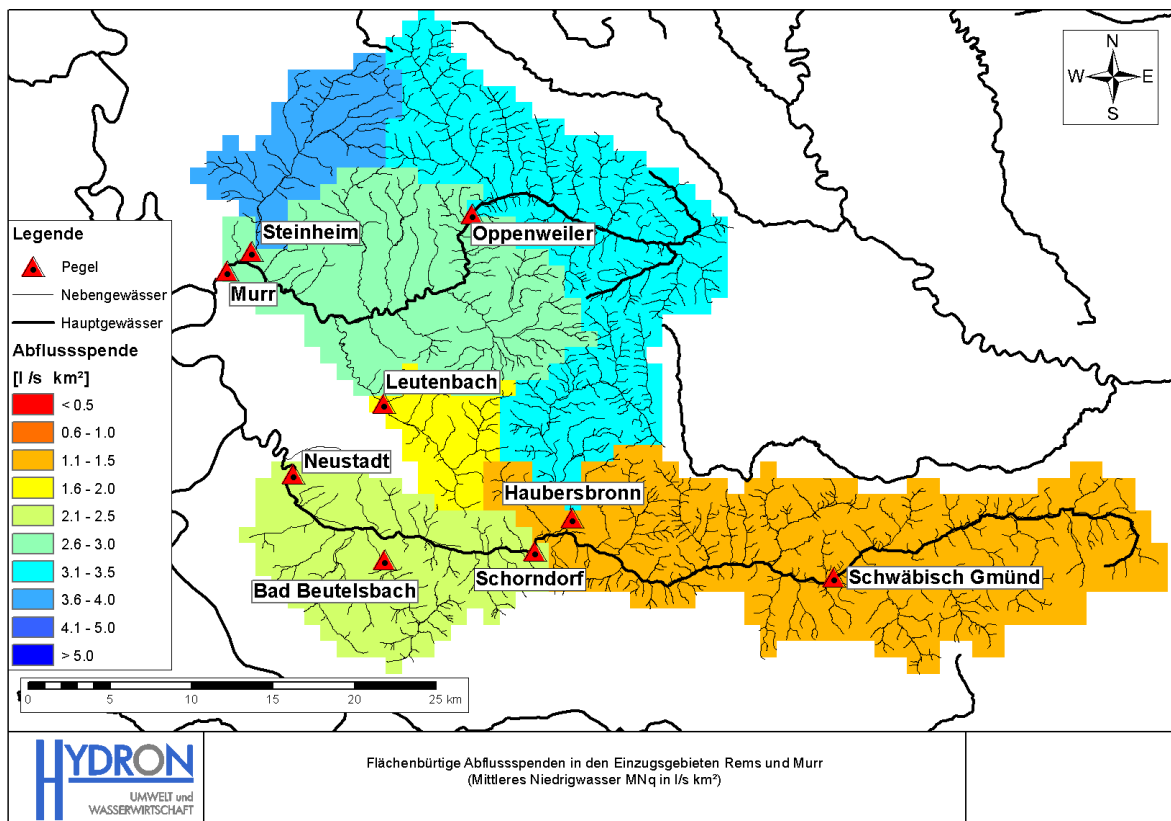 N
W E
S
Steinheim
Oppenweiler
Murr
Leutenbach
Neustadt
Haubersbronn
Schorndorf
Bad Beutelsbach
Schwäbisch Gmünd
Legende
Pegel
Nebengewässer
Hauptgewässer
Abflussspende
[l /s km²]
< 0.5
0.6 - 1.0
1.1 - 1.5
1.6 - 2.0
2.1 - 2.5
2.6 - 3.0
3.1 - 3.5
3.6 - 4.0
4.1 - 5.0
> 5.0
0 5 10 15 20 25 km
HYDRON
UMWELT und
WASSERWIRTSCHAFT
Flächenbürtige Abflussspenden in den Einzugsgebieten Rems und Murr
(Mittleres Niedrigwasser MNq in l/s km²)